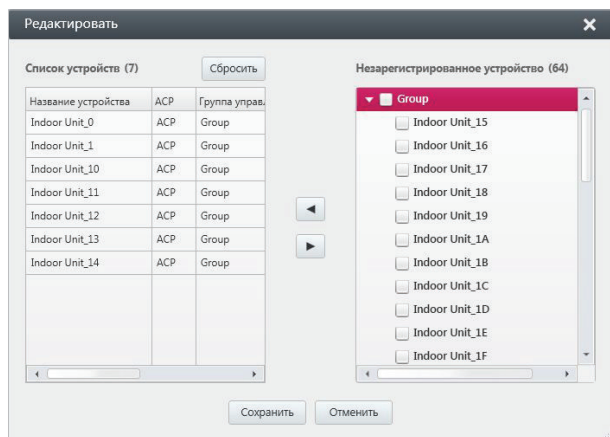 Редактировать
Список устройств (7)
Сбросить
Название устройства ACP Группа управ.
Indoor Unit_0 ACP Group
Indoor Unit_1 ACP Group
Indoor Unit_10 ACP Group
Indoor Unit_11 ACP Group
Indoor Unit_12 ACP Group
Indoor Unit_13 ACP Group
Indoor Unit_14 ACP Group
Незарегистрированное устройство (64)
Group
Indoor Unit_15
Indoor Unit_16
Indoor Unit_17
Indoor Unit_18
Indoor Unit_19
Indoor Unit_1A
Indoor Unit_1B
Indoor Unit_1C
Indoor Unit_1D
Indoor Unit_1E
Indoor Unit_1F
Сохранить
Отменить